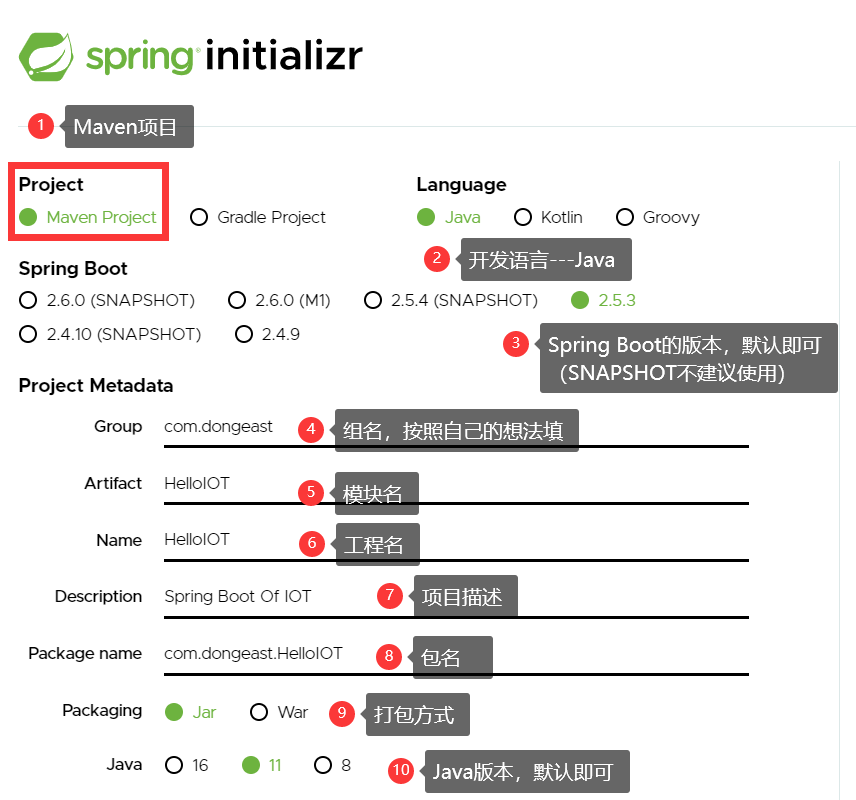 spring initializr
1 Maven项目
Project
Maven Project Gradle Project
Language
Java Kotlin Groovy
2 开发语言---Java
Spring Boot
2.6.0 (SNAPSHOT) 2.6.0 (M1) 2.5.4 (SNAPSHOT) 2.5.3
2.4.10 (SNAPSHOT) 2.4.9
3 Spring Boot的版本，默认即可
（SNAPSHOT不建议使用）
Project Metadata
Group com.dongeast 4 组名，按照自己的想法填
Artifact HelloIOT 5 模块名
Name HelloIOT 6 工程名
Description Spring Boot Of IOT 7 项目描述
Package name com.dongeast.HelloIOT 8 包名
Packaging Jar War 9 打包方式
Java 16 11 8 10 Java版本，默认即可